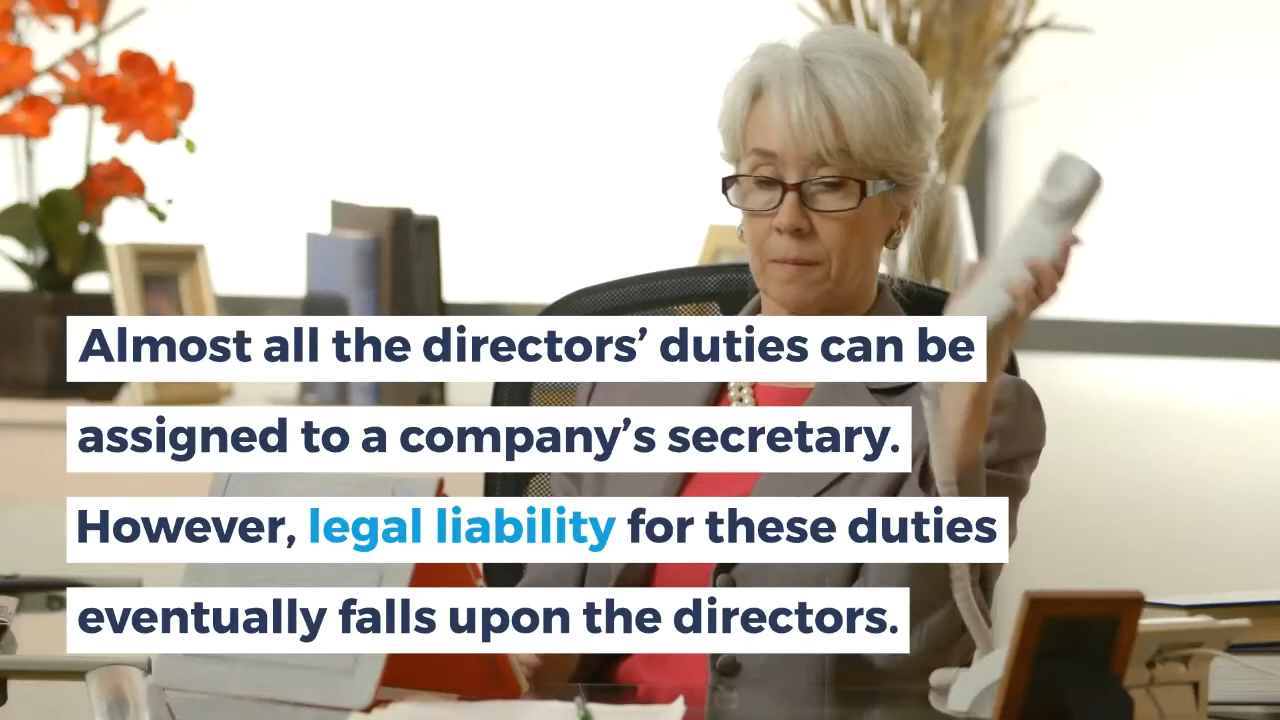 Almost all the directors’ duties can be
assigned to a company’s secretary.
However, legal liability for these duties
eventually falls upon the directors.